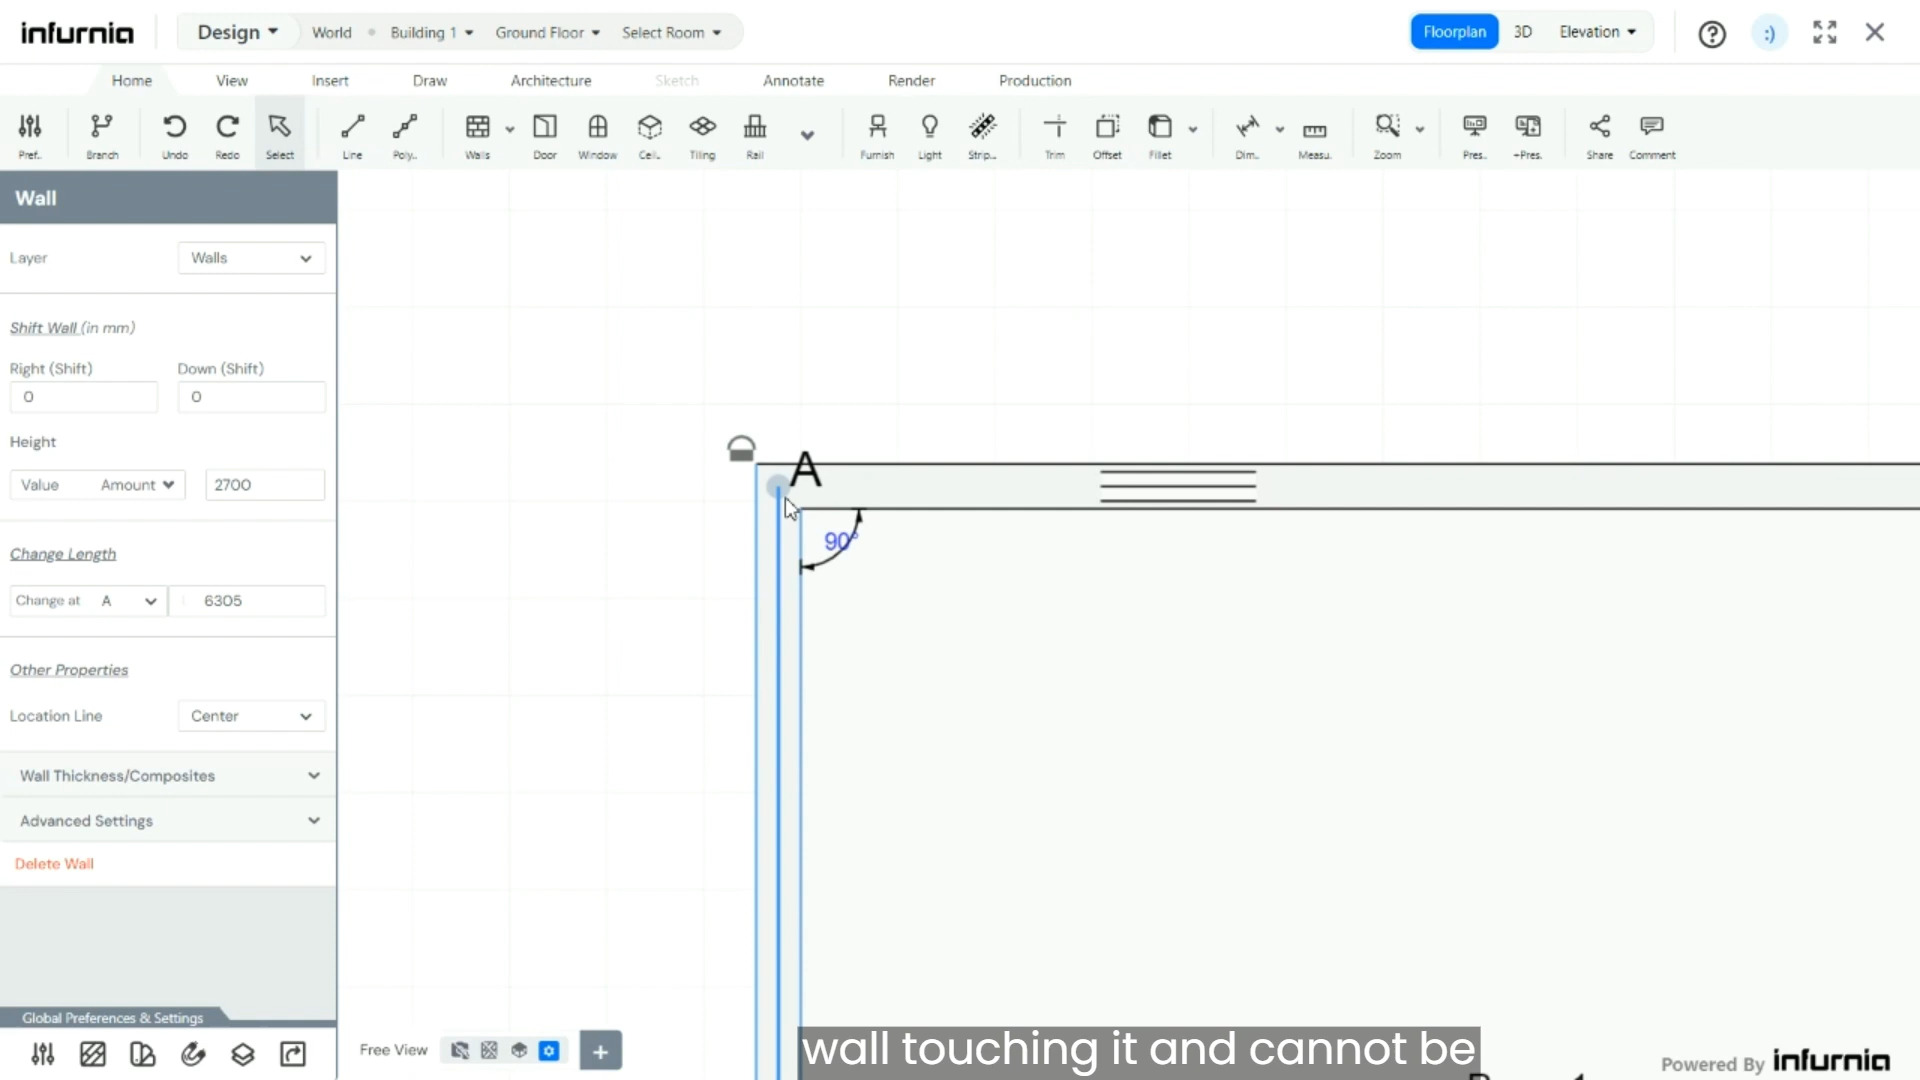 infurnia
Design
World
Building 1
Ground Floor
Select Room
Floorplan
3D
Elevation
Home
View
Insert
Draw
Architecture
Sketch
Annotate
Render
Production
Pref..
Branch
Undo
Redo
Select
Line
Poly..
Walls
Door
Window
Ceil..
Tiling
Rail
Furnish
Light
Strip...
Trim
Offset
Fillet
Dim..
Measu.
Zoom
Pres..
+Pres.
Share
Comment
Wall
Layer
Walls
Shift Wall (in mm)
Right (Shift)
Down (Shift)
0
0
Height
Value
Amount
2700
Change Length
Change at
A
6305
Other Properties
Location Line
Center
Wall Thickness/Composites
Advanced Settings
Delete Wall
Global Preferences & Settings
A
90°
Free View
wall touching it and cannot be
Powered By infurnia